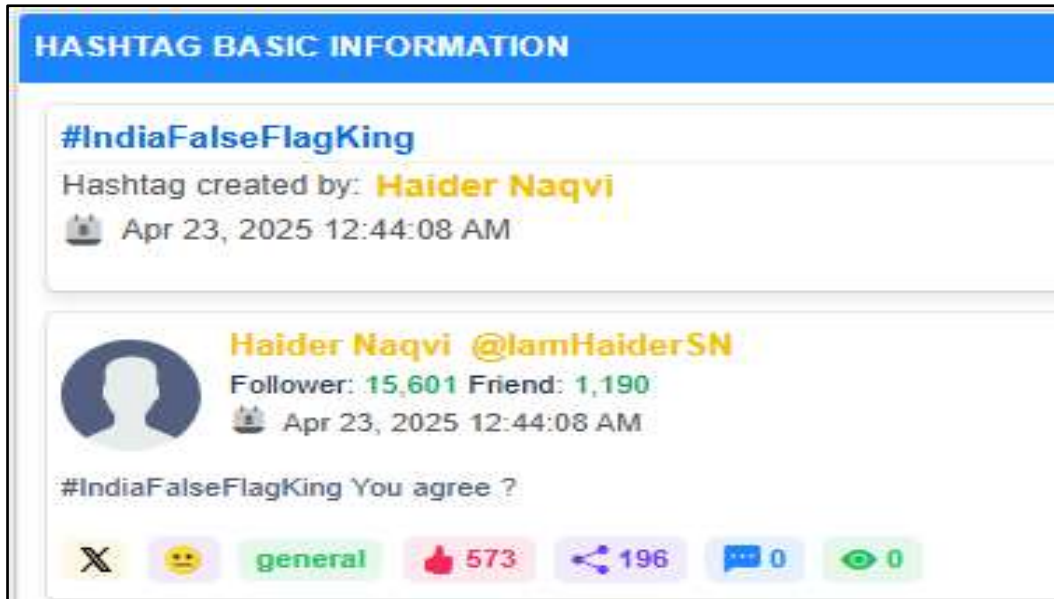 HASHTAG BASIC INFORMATION
#IndiaFalseFlagKing
Hashtag created by: Haider Naqvi
Apr 23, 2025 12:44:08 AM
Haider Naqvi @IamHaiderSN
Follower: 15,601 Friend: 1,190
Apr 23, 2025 12:44:08 AM
#IndiaFalseFlagKing You agree ?
general 573 196 0 0